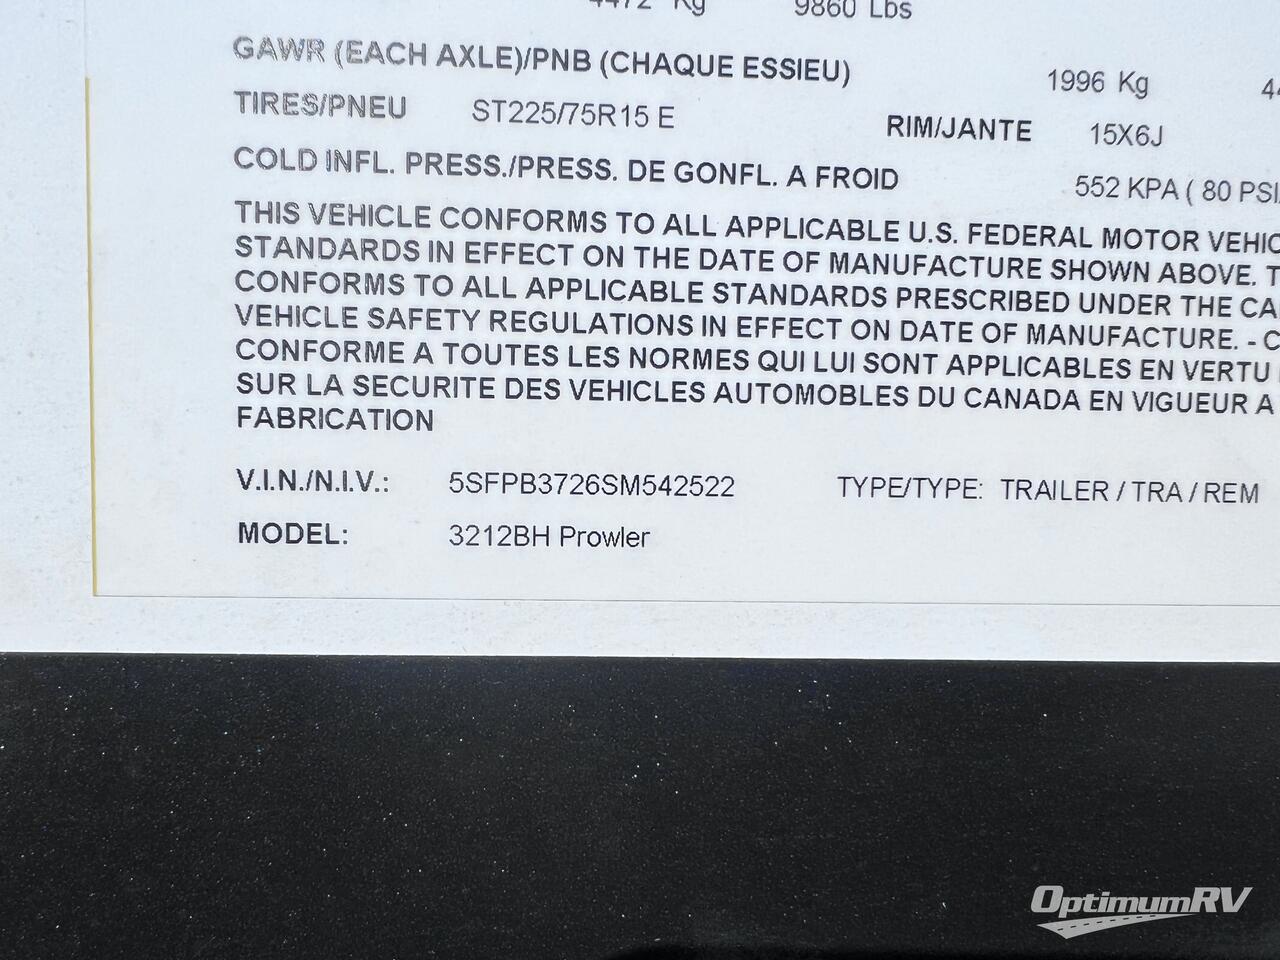 4472 Kg 9860 Lbs
GAWR (EACH AXLE)/PNB (CHAQUE ESSIEU) 1996 Kg
TIRES/PNEU ST225/75R15 E RIM/JANTE 15X6J
COLD INFL. PRESS./PRESS. DE GONFL. A FROID 552 KPA ( 80 PSI/
THIS VEHICLE CONFORMS TO ALL APPLICABLE U.S. FEDERAL MOTOR VEHIC
STANDARDS IN EFFECT ON THE DATE OF MANUFACTURE SHOWN ABOVE. T
CONFORMS TO ALL APPLICABLE STANDARDS PRESCRIBED UNDER THE CA
VEHICLE SAFETY REGULATIONS IN EFFECT ON DATE OF MANUFACTURE. - C
CONFORME A TOUTES LES NORMES QUI LUI SONT APPLICABLES EN VERTU
SUR LA SECURITE DES VEHICLES AUTOMOBLES DU CANADA EN VIGUEUR A
FABRICATION
V.I.N./N.I.V.: 5SFPB3726SM542522 TYPE/TYPE: TRAILER / TRA / REM
MODEL: 3212BH Prowler
OptimumRV